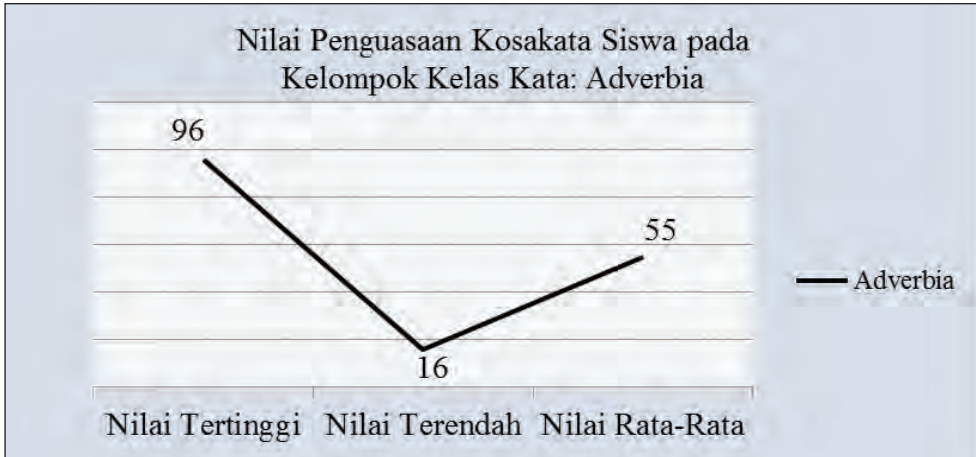 Nilai Penguasaan Kosakata Siswa pada
Kelompok Kelas Kata: Adverbia
96
55
16
Adverbia
Nilai Tertinggi Nilai Terendah Nilai Rata-Rata